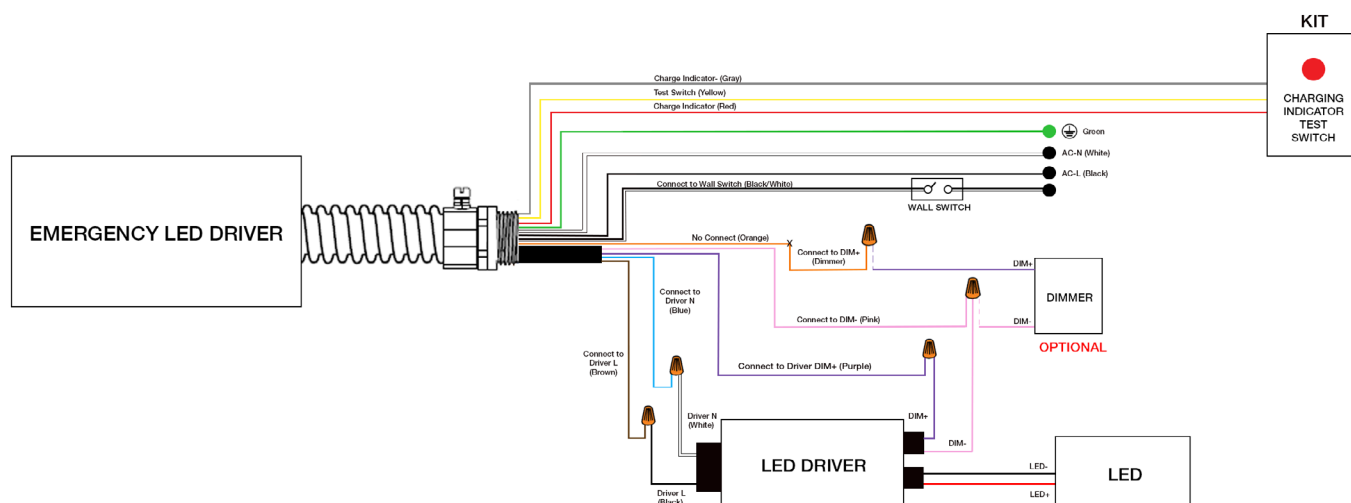 KIT
CHARGING
INDICATOR
TEST
SWITCH
Charge Indicator- (Gray)
Test Switch (Yellow)
Charge Indicator (Red)
Green
AC-N (White)
AC-L (Black)
Connect to Wall Switch (Black/White)
WALL SWITCH
EMERGENCY LED DRIVER
No Connect (Orange)
X
Connect to DIM+
(Dimmer)
DIM+
DIMMER
DIM-
OPTIONAL
Connect to
Driver N
(Blue)
Connect to DIM- (Pink)
Connect to
Driver L
(Brown)
Connect to Driver DIM+ (Purple)
Driver N
(White)
DIM+
DIM-
LED DRIVER
LED-
LED+
LED
Driver L
(Black)